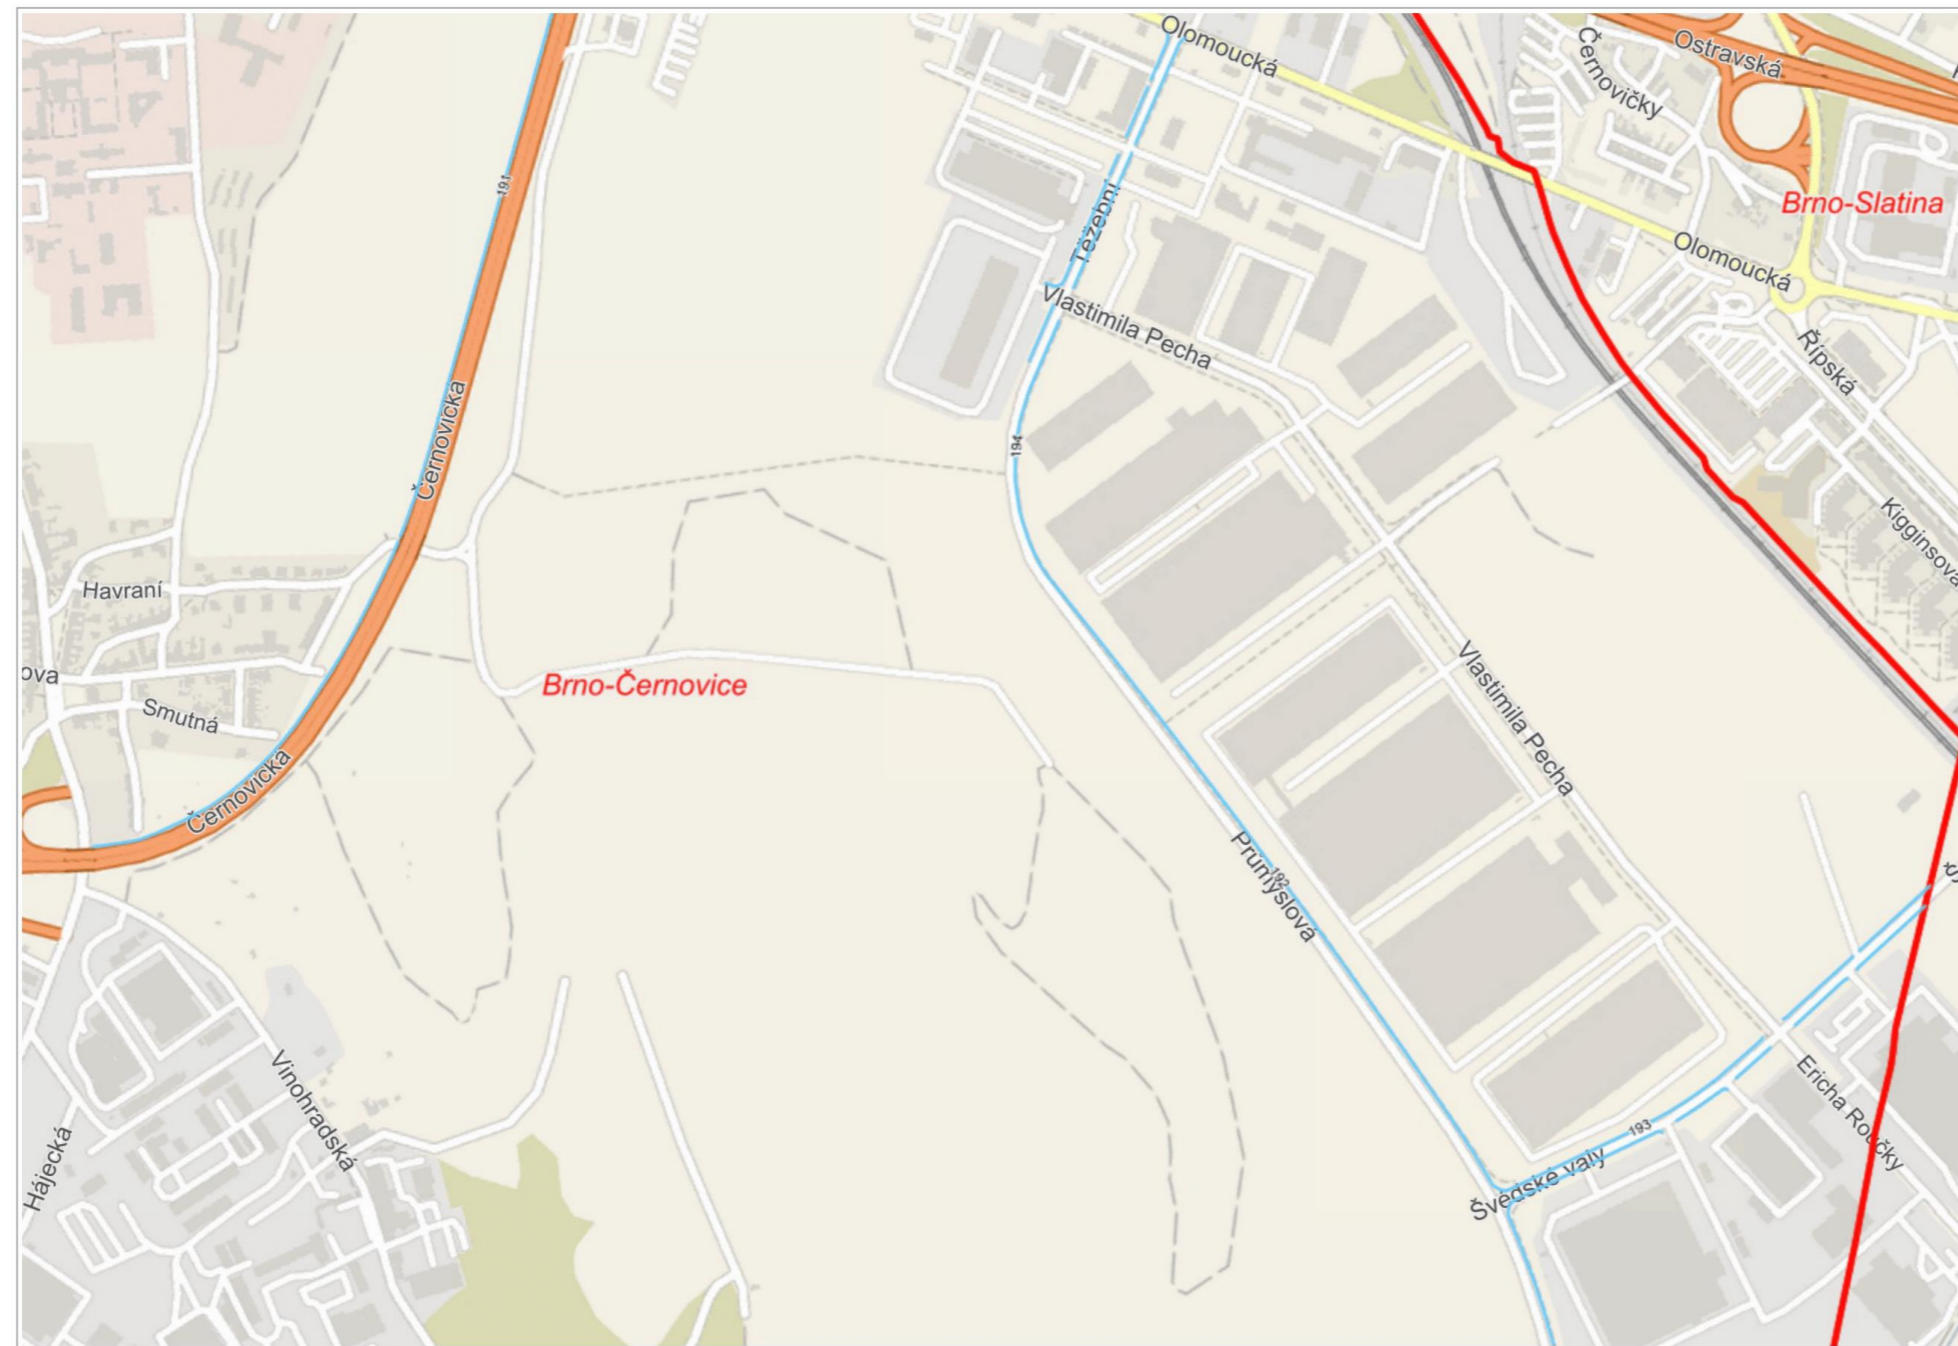 Olomoucká
Ostravská
Černovičky
191
Těžební
Brno-Slatina
Olomoucká
Vlastimila Pecha
Řípská
Černovická
194
Kigginsova
Havraní
ova
Brno-Černovice
Smutná
Vlastimila Pecha
Černovická
Průmyslová
192
Vinohradská
Ericha Roučky
Hájecká
193
Švédské valy